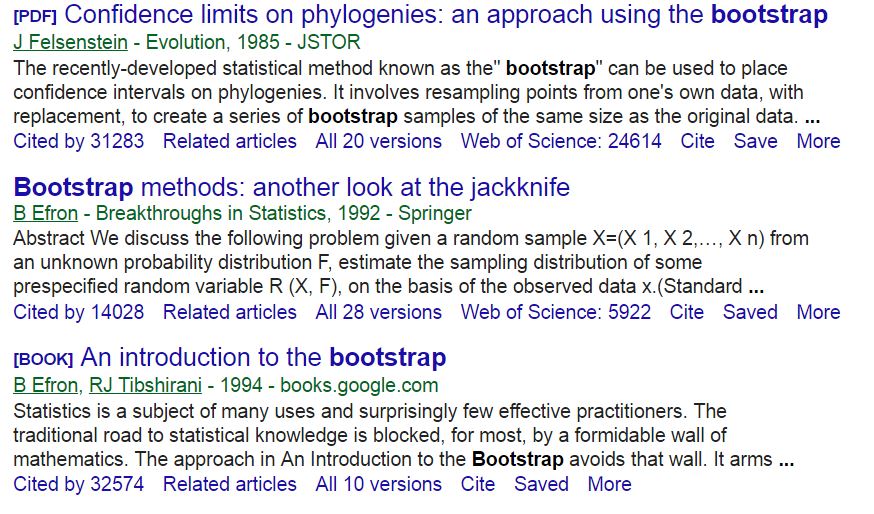 [PDF] Confidence limits on phylogenies: an approach using the bootstrap
J Felsenstein - Evolution, 1985 - JSTOR
The recently-developed statistical method known as the" bootstrap" can be used to place
confidence intervals on phylogenies. It involves resampling points from one's own data, with
replacement, to create a series of bootstrap samples of the same size as the original data. ...
Cited by 31283 Related articles All 20 versions Web of Science: 24614 Cite Save More
Bootstrap methods: another look at the jackknife
B Efron - Breakthroughs in Statistics, 1992 - Springer
Abstract We discuss the following problem given a random sample X=(X 1, X 2,…, X n) from
an unknown probability distribution F, estimate the sampling distribution of some
prespecified random variable R (X, F), on the basis of the observed data x.(Standard ...
Cited by 14028 Related articles All 28 versions Web of Science: 5922 Cite Saved More
[BOOK] An introduction to the bootstrap
B Efron, RJ Tibshirani - 1994 - books.google.com
Statistics is a subject of many uses and surprisingly few effective practitioners. The
traditional road to statistical knowledge is blocked, for most, by a formidable wall of
mathematics. The approach in An Introduction to the Bootstrap avoids that wall. It arms ...
Cited by 32574 Related articles All 10 versions Cite Saved More